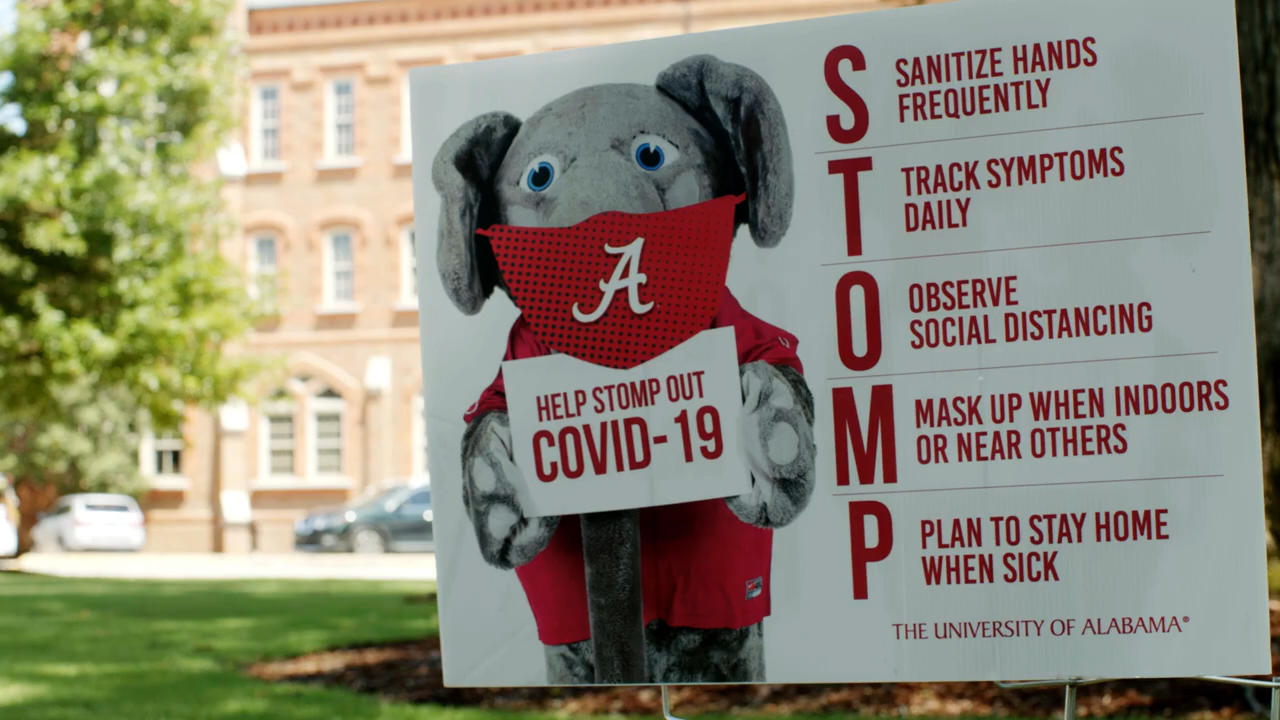 A
HELP STOMP OUT
COVID-19
S SANITIZE HANDS
FREQUENTLY
T TRACK SYMPTOMS
DAILY
O OBSERVE
SOCIAL DISTANCING
M MASK UP WHEN INDOORS
OR NEAR OTHERS
P PLAN TO STAY HOME
WHEN SICK
THE UNIVERSITY OF ALABAMA®